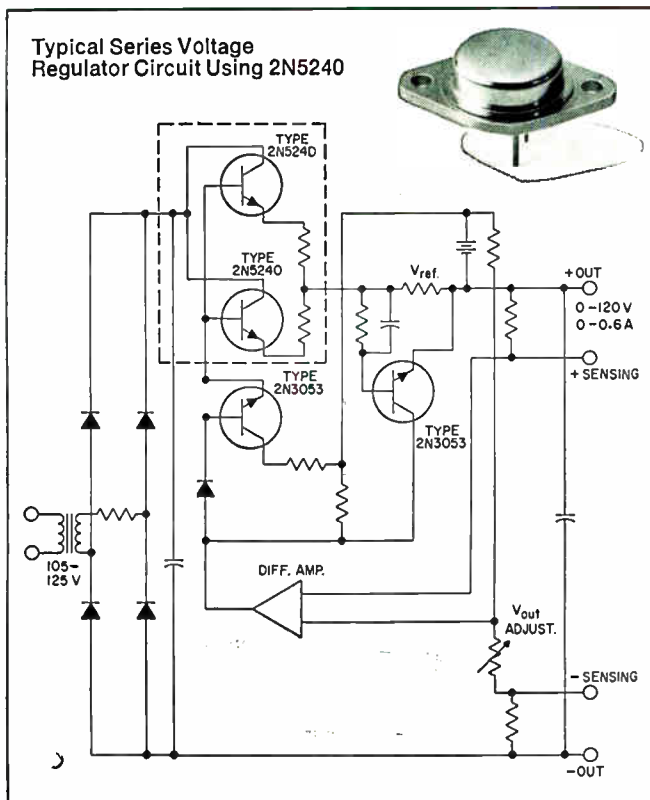 Typical Series Voltage
Regulator Circuit Using 2N5240
TYPE
2N524D
TYPE
2N5240
TYPE
2N3053
Vref.
+OUT
0-120V
0-0.6A
+ SENSING
TYPE
2N3053
105-
125 V
DIFF. AMP.
Vout
ADJUST.
- SENSING
-OUT